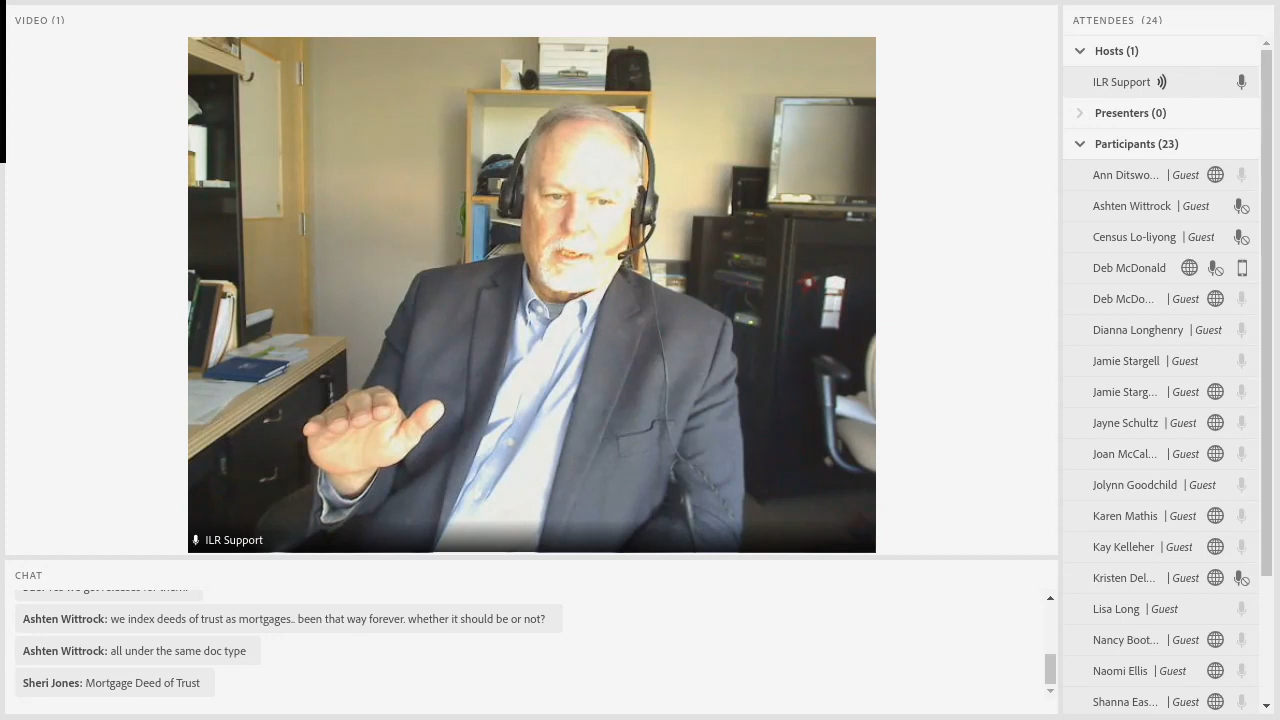 VIDEO (1)
ILR Support
CHAT
Ashten Wittrock: we index deeds of trust as mortgages.. been that way forever. whether it should be or not?
Ashten Wittrock: all under the same doc type
Sheri Jones: Mortgage Deed of Trust
ATTENDEES (24)
Hosts (1)
ILR Support
Presenters (0)
Participants (23)
Ann Ditswo... | Guest
Ashten Wittrock | Guest
Census Lo-liyong | Guest
Deb McDonald
Deb McDo... | Guest
Dianna Longhenry | Guest
Jamie Stargell | Guest
Jamie Starg... | Guest
Jayne Schultz | Guest
Joan McCal... | Guest
Jolynn Goodchild | Guest
Karen Mathis | Guest
Kay Kelleher | Guest
Kristen Del... | Guest
Lisa Long | Guest
Nancy Boot... | Guest
Naomi Ellis | Guest
Shanna Eas... | Guest